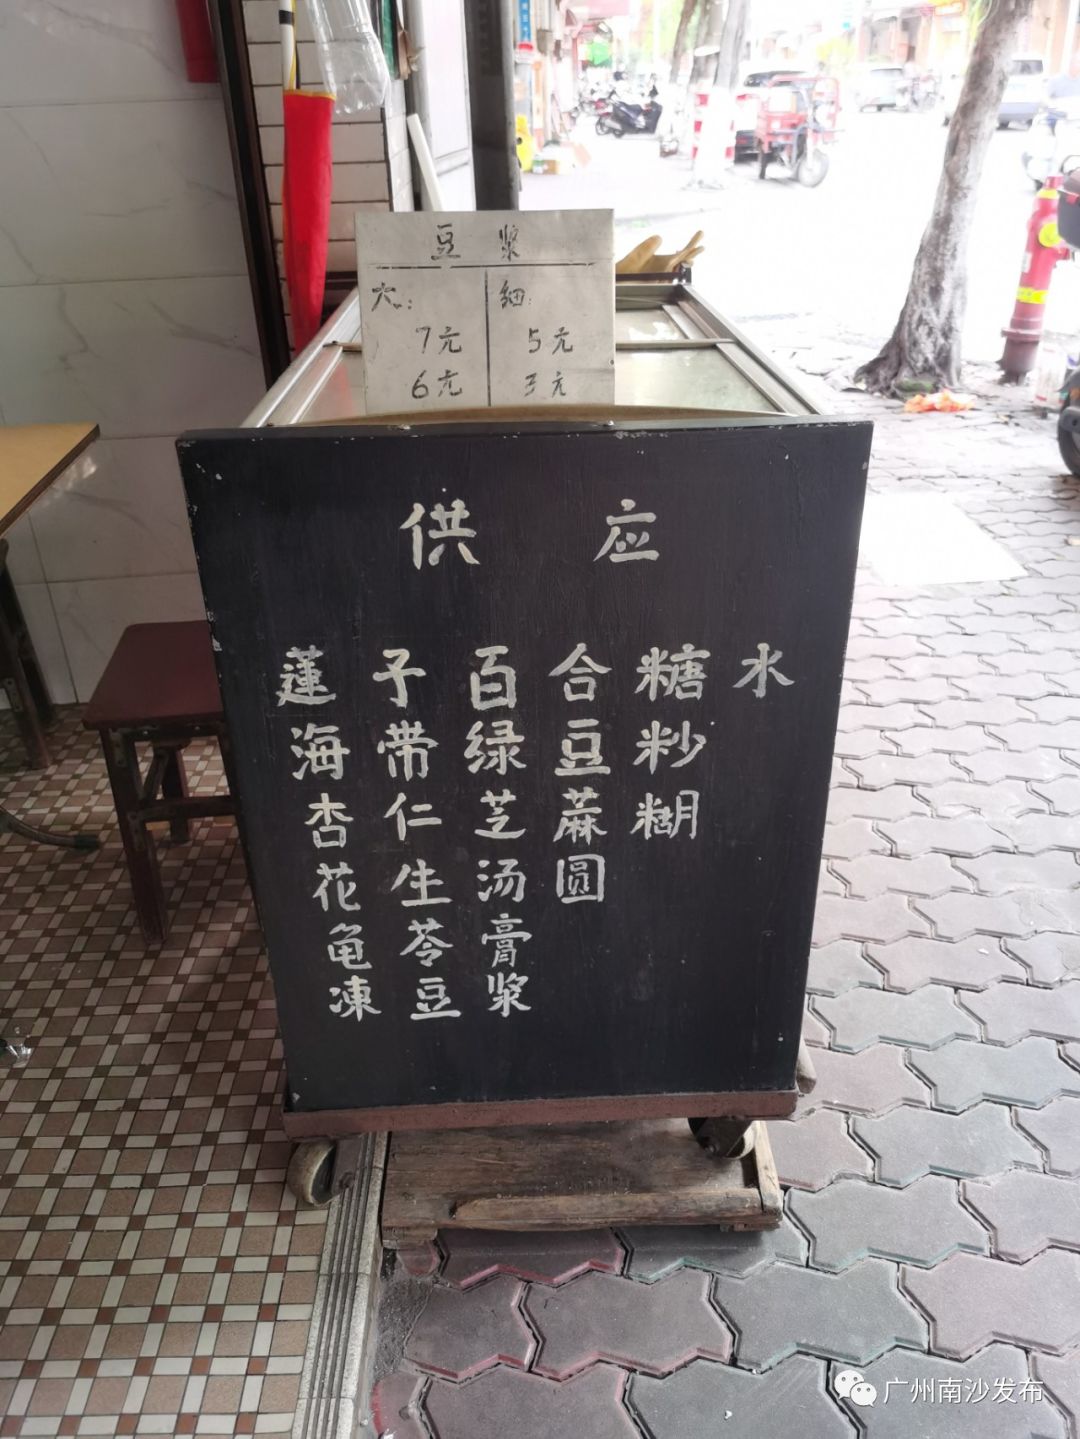 豆 浆
大: 細:
7元 5元
6元 3元
供 应
蓮子百合糖水
海带绿豆粆
杏仁芝蔴糊
花生汤圆
龟苓膏
凍豆浆
广州南沙发布